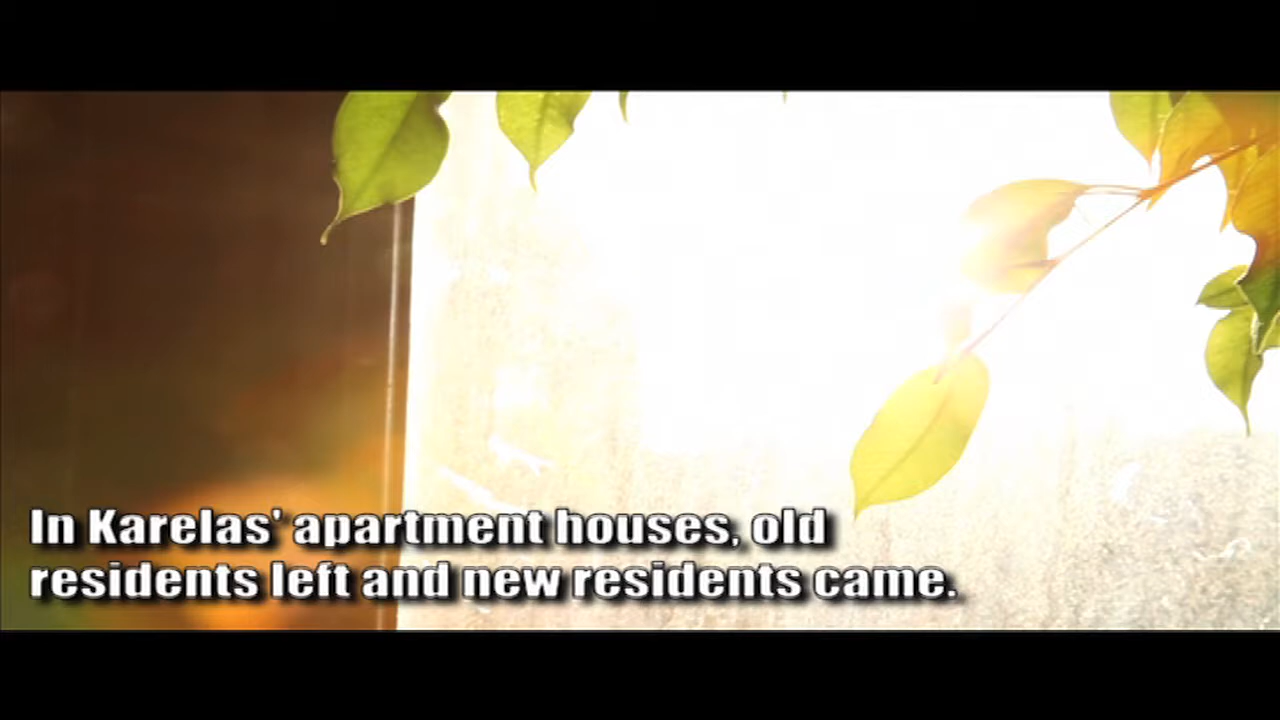 In Karelas' apartment houses, old
residents left and new residents came.